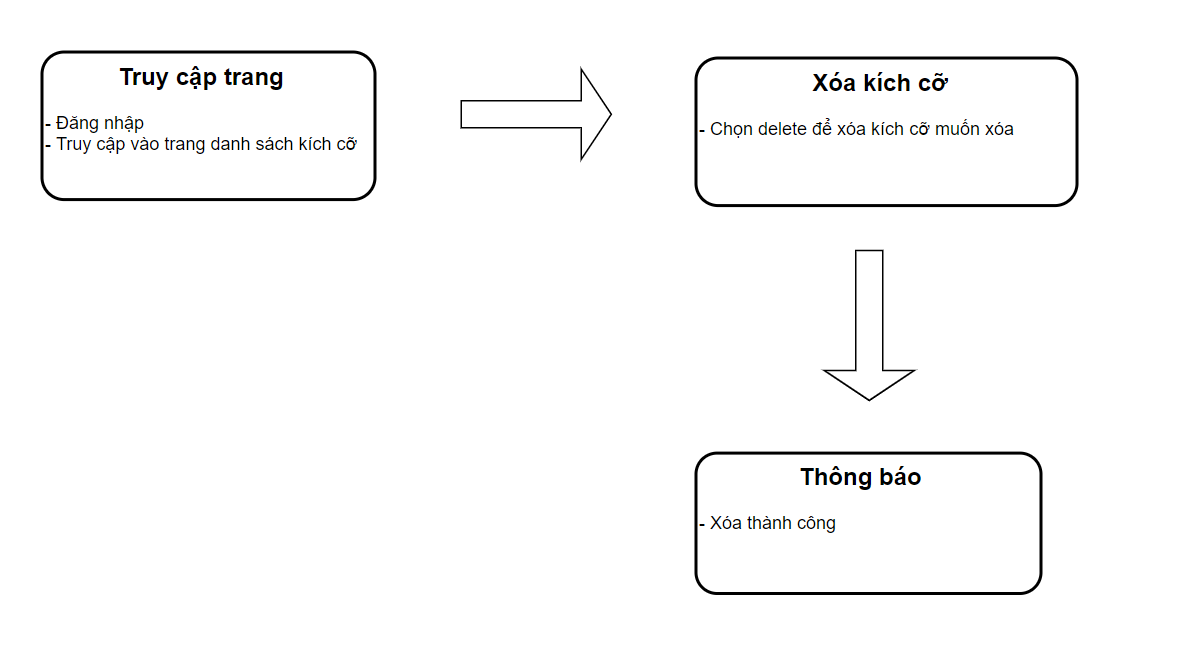 Truy cập trang
- Đăng nhập
- Truy cập vào trang danh sách kích cỡ
Xóa kích cỡ
- Chọn delete để xóa kích cỡ muốn xóa
Thông báo
- Xóa thành công